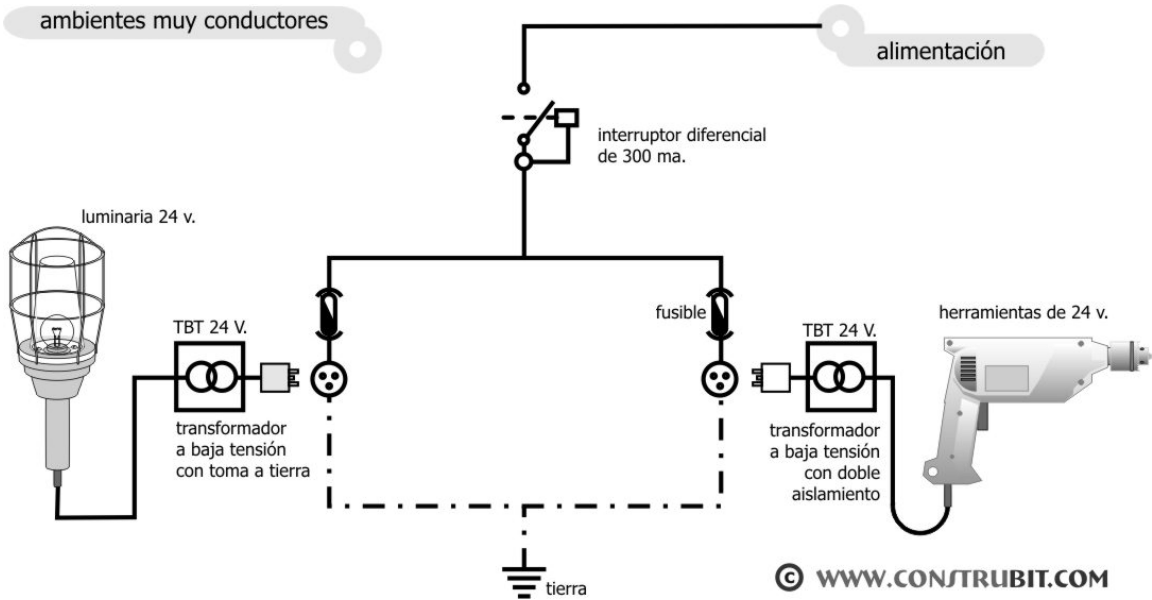 ambientes muy conductores
alimentación
interruptor diferencial
de 300 ma.
luminaria 24 v.
TBT 24 V.
transformador
a baja tensión
con toma a tierra
fusible
TBT 24 V.
transformador
a baja tensión
con doble
aislamiento
herramientas de 24 v.
tierra
© WWW.CONSTRUBIT.COM